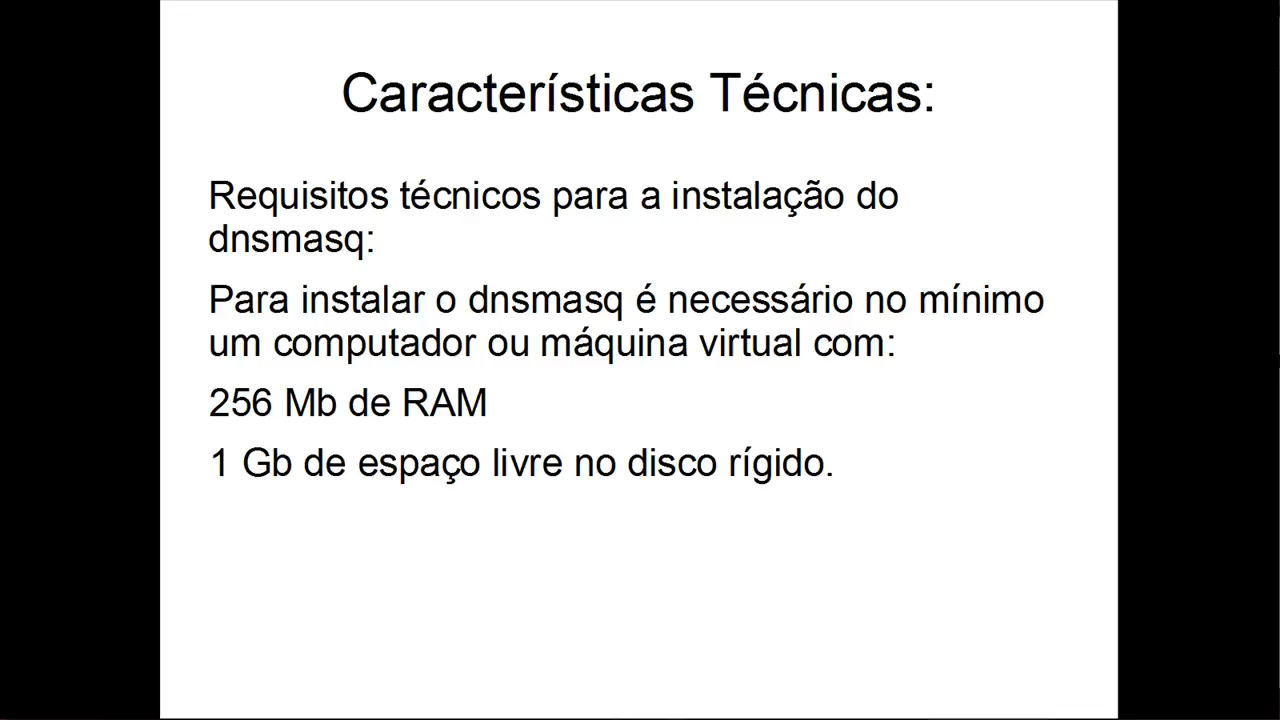 Características Técnicas:
Requisitos técnicos para a instalação do
dnsmasq:
Para instalar o dnsmasq é necessário no mínimo
um computador ou máquina virtual com:
256 Mb de RAM
1 Gb de espaço livre no disco rígido.